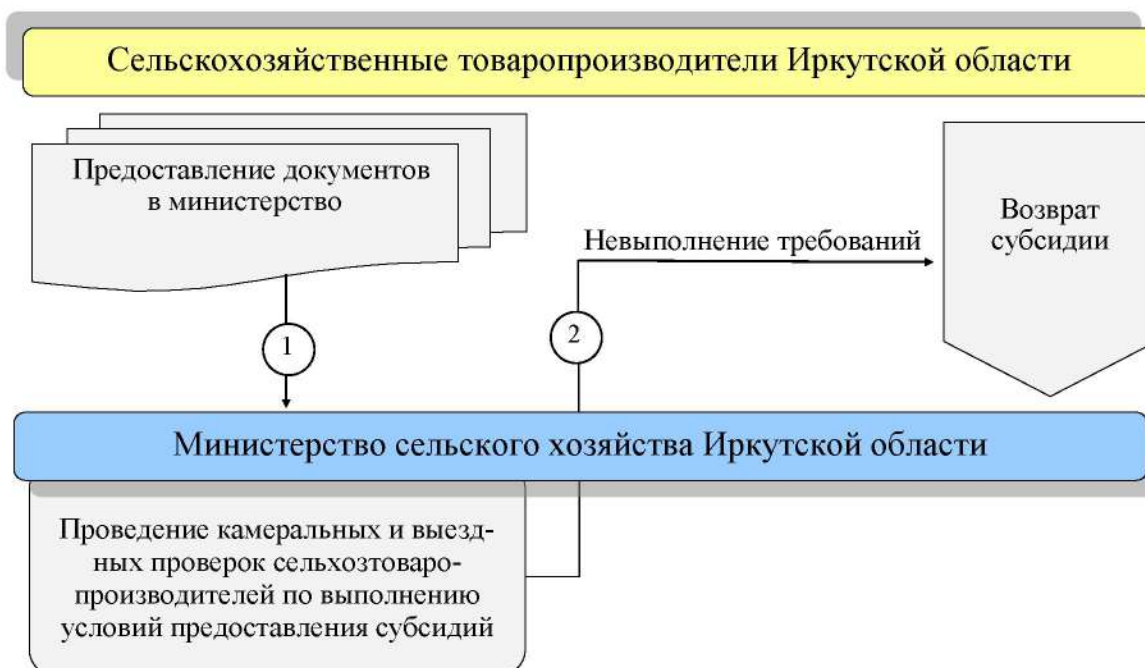 Сельскохозяйственные товаропроизводители Иркутской области
Предоставление документов
в министерство
Возврат
субсидии
Невыполнение требований
1
2
Министерство сельского хозяйства Иркутской области
Проведение камеральных и выезд-
ных проверок сельхозтоваро-
производителей по выполнению
условий предоставления субсидий